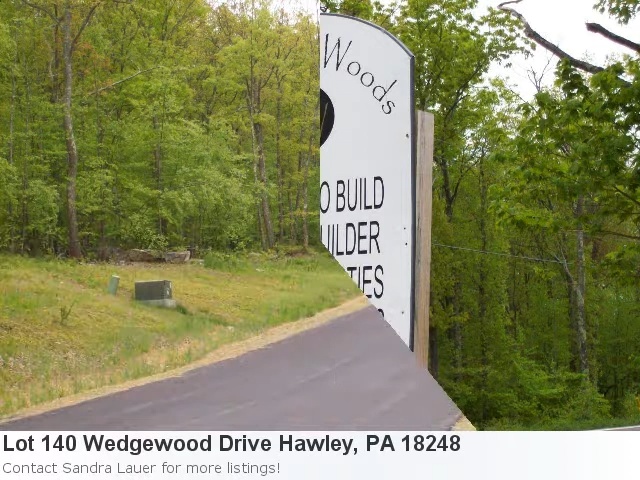 Woods
O BUILD
UILDER
TIES
Lot 140 Wedgewood Drive Hawley, PA 18248
Contact Sandra Lauer for more listings!